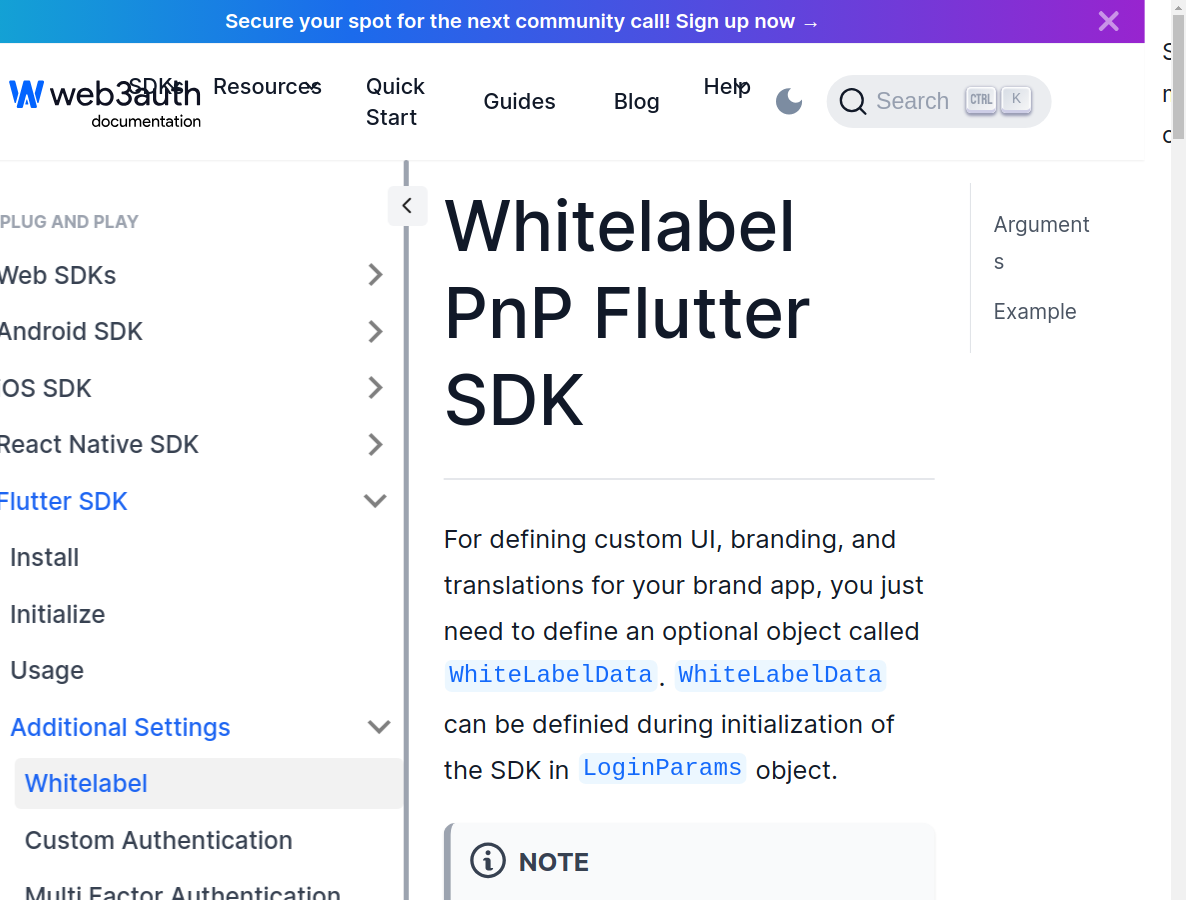 Secure your spot for the next community call! Sign up now →
web3auth
documentation
SDKs
Resources
Quick
Start
Guides
Blog
Help
Search
CTRL
K
PLUG AND PLAY
Web SDKs
Android SDK
iOS SDK
React Native SDK
Flutter SDK
Install
Initialize
Usage
Additional Settings
Whitelabel
Custom Authentication
Multi Factor Authentication
Whitelabel
PnP Flutter
SDK
For defining custom UI, branding, and
translations for your brand app, you just
need to define an optional object called
WhiteLabelData. WhiteLabelData
can be definied during initialization of
the SDK in LoginParams object.
NOTE
Argument
s
Example